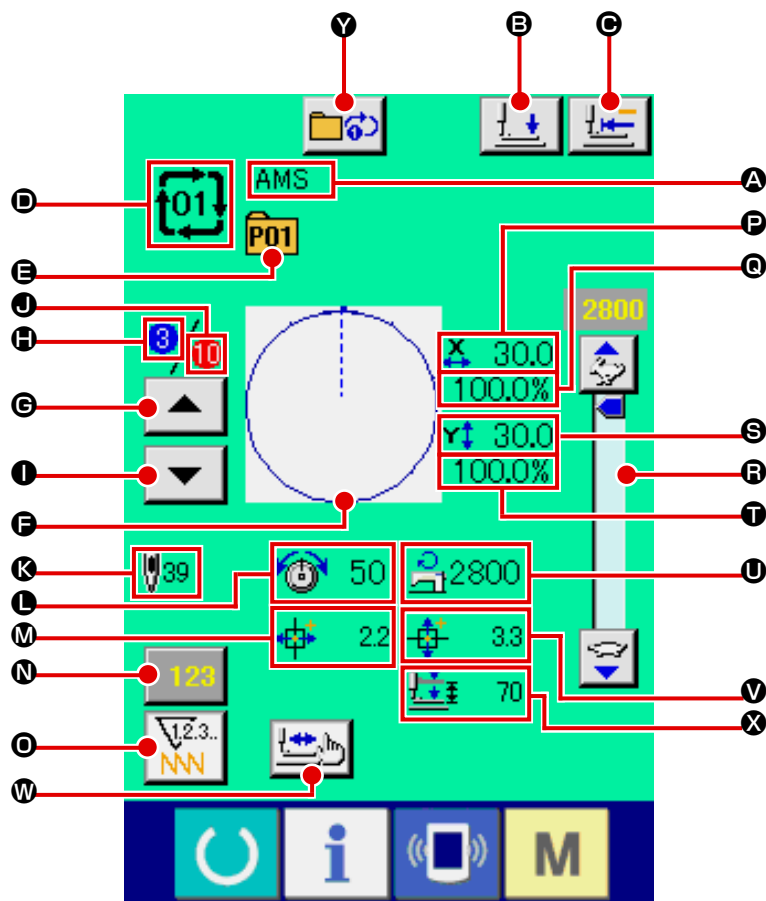 Y B C
AMS A
D 01
P
E P01
Q
J
H 3 / 10
2800
X 30.0
100.0%
G
Y 30.0 S
100.0%
I R
T
F
K 39
50 2800 U
L
M 2.2 3.3
N 123 70 V
X
O 1.2.3..
W
i M